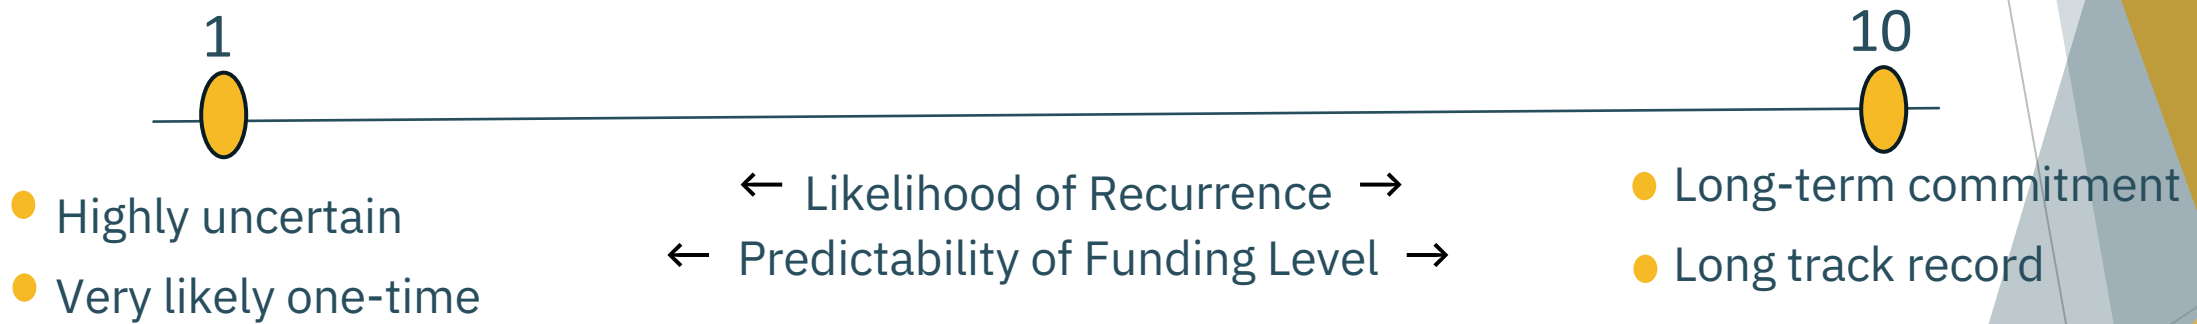 1
10
Highly uncertain
Very likely one-time
← Likelihood of Recurrence →
← Predictability of Funding Level →
Long-term commitment
Long track record